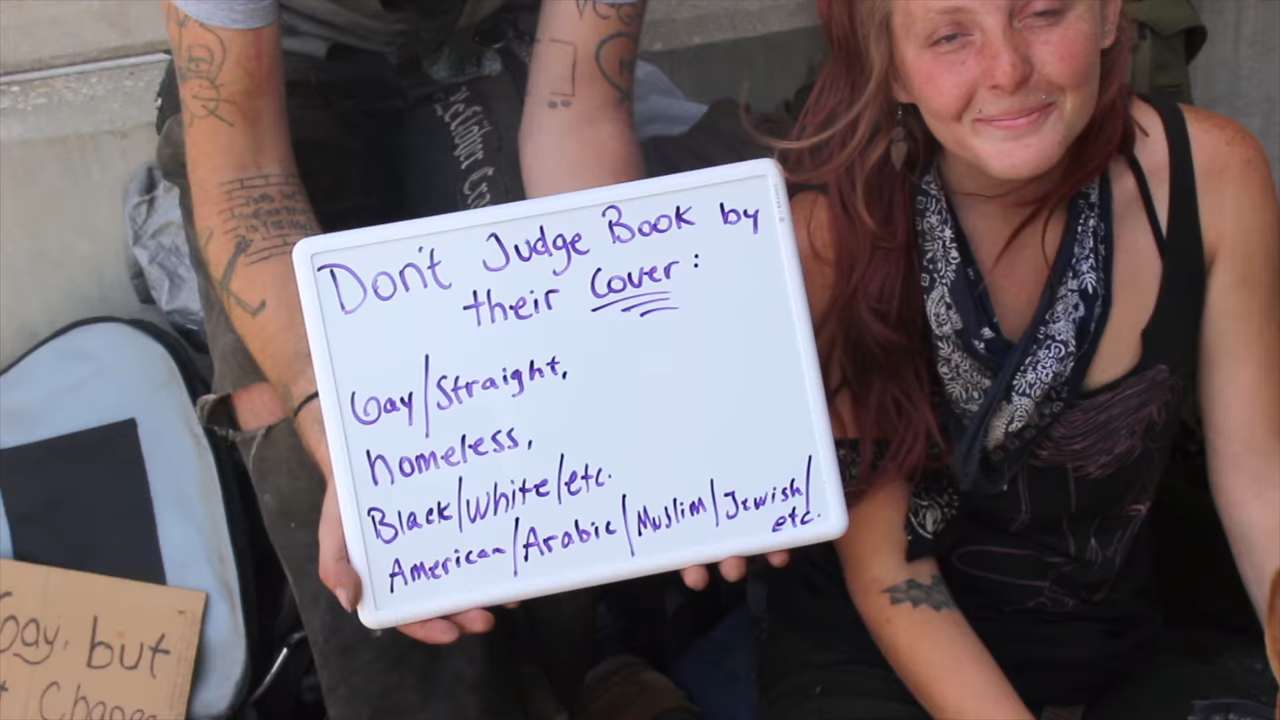 Don't Judge Book by
their Cover:
Gay/Straight,
homeless,
Black/White/etc.
American/Arabic/Muslim/Jewish/
etc.
Gay, but
Change